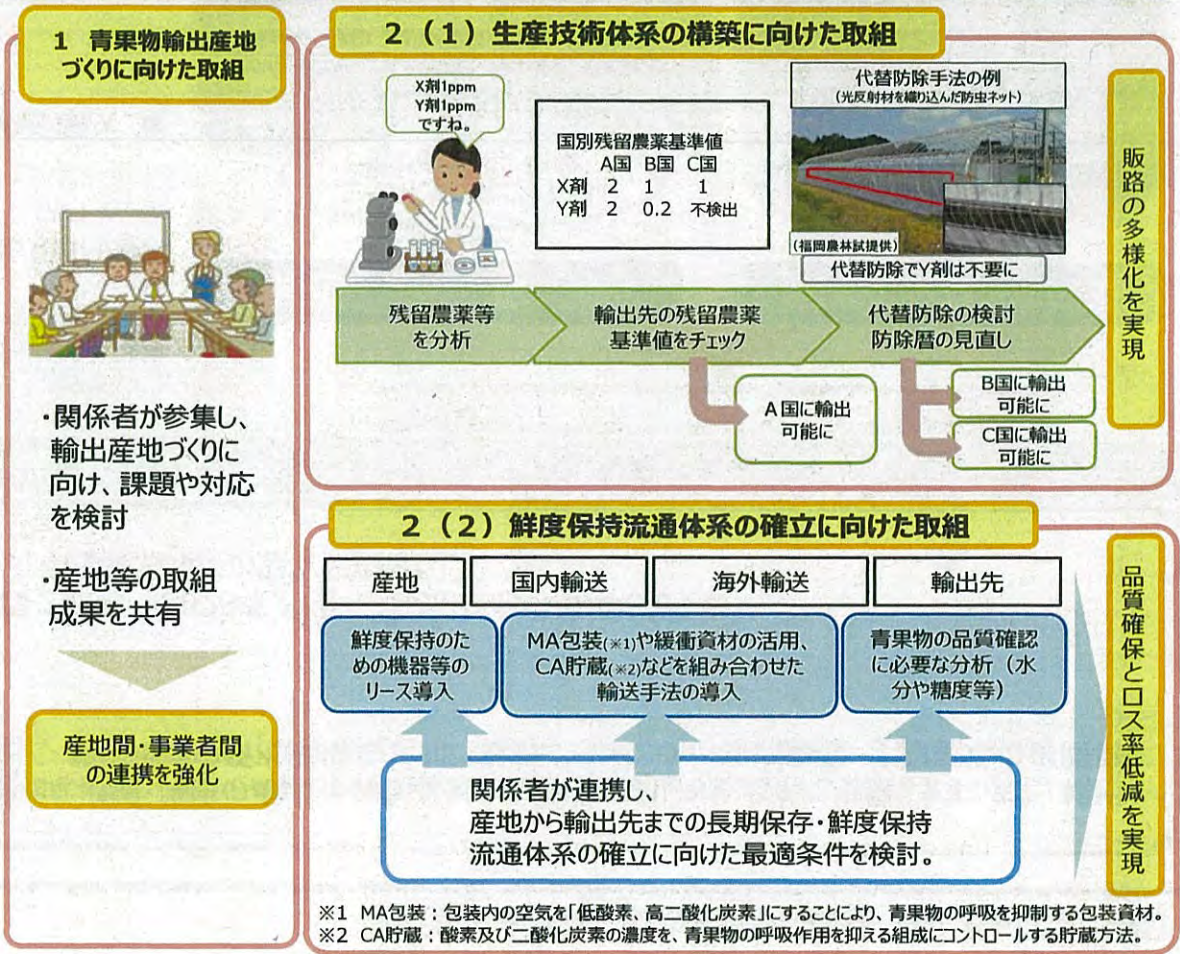 1 青果物輸出産地
づくりに向けた取組
・関係者が参集し、
輸出産地づくりに
向け、課題や対応
を検討
・産地等の取組
成果を共有
産地間・事業者間
の連携を強化
2（1）生産技術体系の構築に向けた取組
X剤1ppm
Y剤1ppm
ですね。
国別残留農薬基準値
A国 B国 C国
X剤 2 1 1
Y剤 2 0.2 不検出
代替防除手法の例
（光反射材を織り込んだ防虫ネット）
（福岡農林試提供）
代替防除でY剤は不要に
残留農薬等
を分析
輸出先の残留農薬
基準値をチェック
代替防除の検討
防除暦の見直し
A国に輸出
可能に
B国に輸出
可能に
C国に輸出
可能に
販路の多様化を実現
2（2）鮮度保持流通体系の確立に向けた取組
産地
国内輸送
海外輸送
輸出先
鮮度保持のた
めの機器等の
リース導入
MA包装(※1)や緩衝資材の活用、
CA貯蔵(※2)などを組み合わせた
輸送手法の導入
青果物の品質確認
に必要な分析（水
分や糖度等）
関係者が連携し、
産地から輸出先までの長期保存・鮮度保持
流通体系の確立に向けた最適条件を検討。
品質確保とロス率低減を実現
※1 MA包装：包装内の空気を「低酸素、高二酸化炭素」にすることにより、青果物の呼吸を抑制する包装資材。
※2 CA貯蔵：酸素及び二酸化炭素の濃度を、青果物の呼吸作用を抑える組成にコントロールする貯蔵方法。